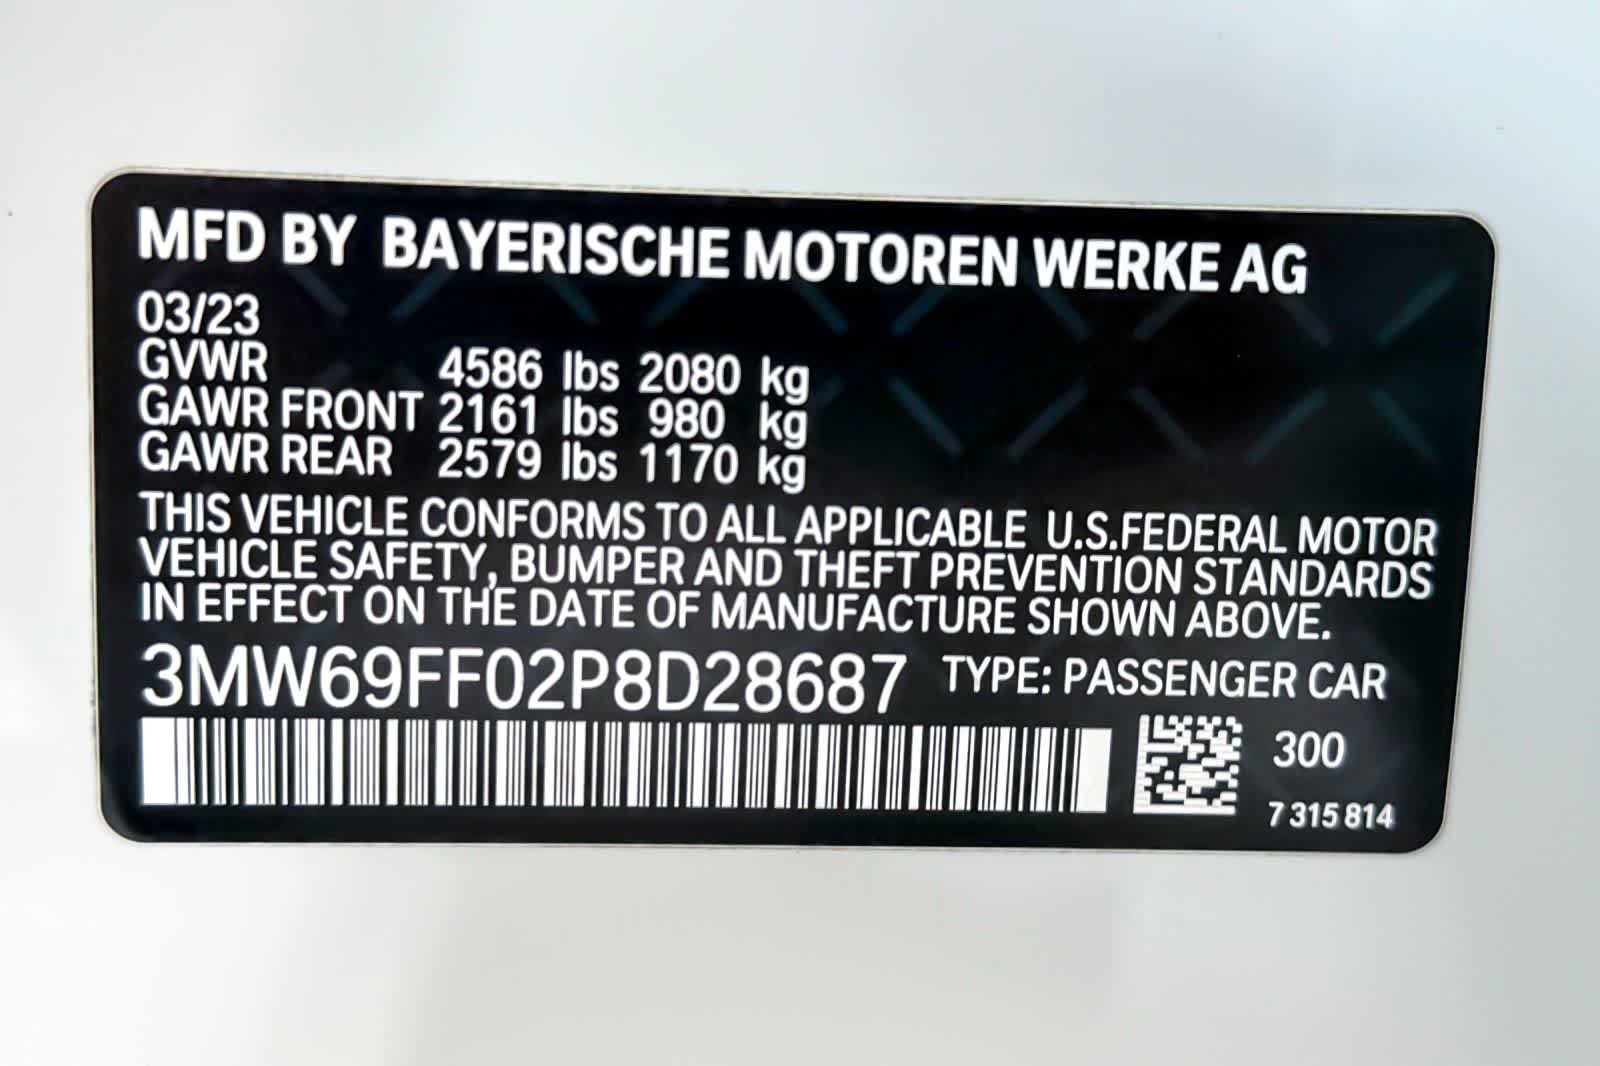 MFD BY BAYERISCHE MOTOREN WERKE AG
03/23
GVWR 4586 lbs 2080 kg
GAWR FRONT 2161 lbs 980 kg
GAWR REAR 2579 lbs 1170 kg
THIS VEHICLE CONFORMS TO ALL APPLICABLE U.S.FEDERAL MOTOR
VEHICLE SAFETY, BUMPER AND THEFT PREVENTION STANDARDS
IN EFFECT ON THE DATE OF MANUFACTURE SHOWN ABOVE.
3MW69FF02P8D28687 TYPE: PASSENGER CAR
300
7 315 814